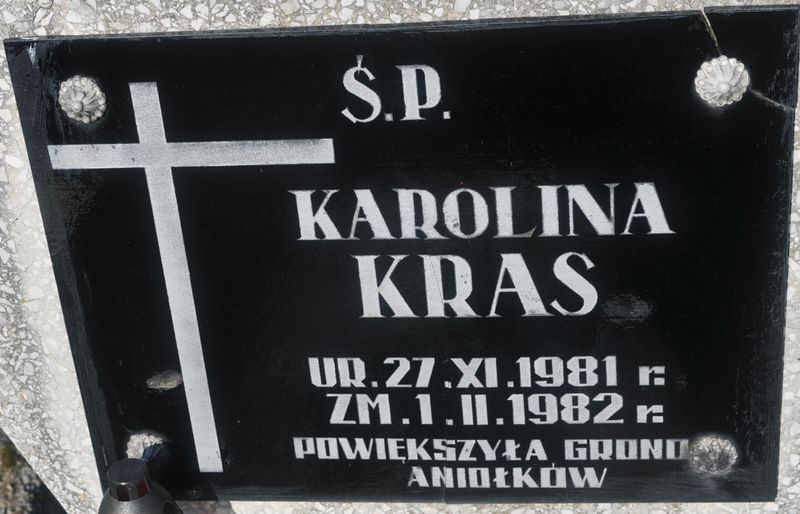 Ś.P.
KAROLINA
KRAS
UR. 27. XI. 1981 r.
ZM. 1. II. 1982 r.
POWIĘKSZYŁA GRONO
ANIOŁKÓW